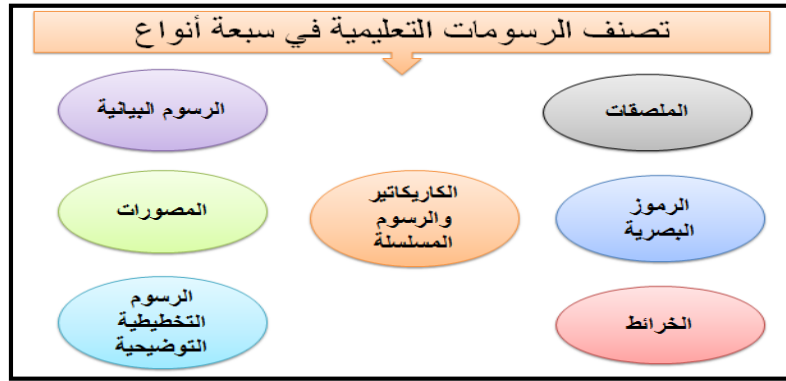 تصنف الرسومات التعليمية في سبعة أنواع
الملصقات
الرسوم البيانية
الكاريكاتير
والرسوم
المسلسلة
الرموز
البصرية
المصورات
الخرائط
الرسوم
التخطيطية
التوضيحية